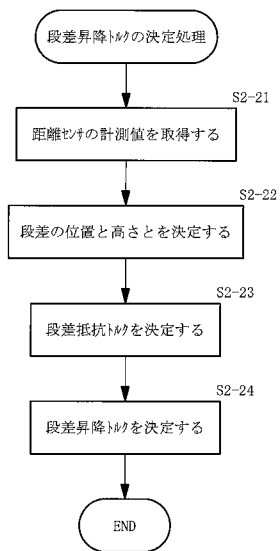 段差昇降ﾄﾙｸの決定処理
S2-21
距離ｾﾝｻの計測値を取得する
S2-22
段差の位置と高さとを決定する
S2-23
段差抵抗ﾄﾙｸを決定する
S2-24
段差昇降ﾄﾙｸを決定する
END